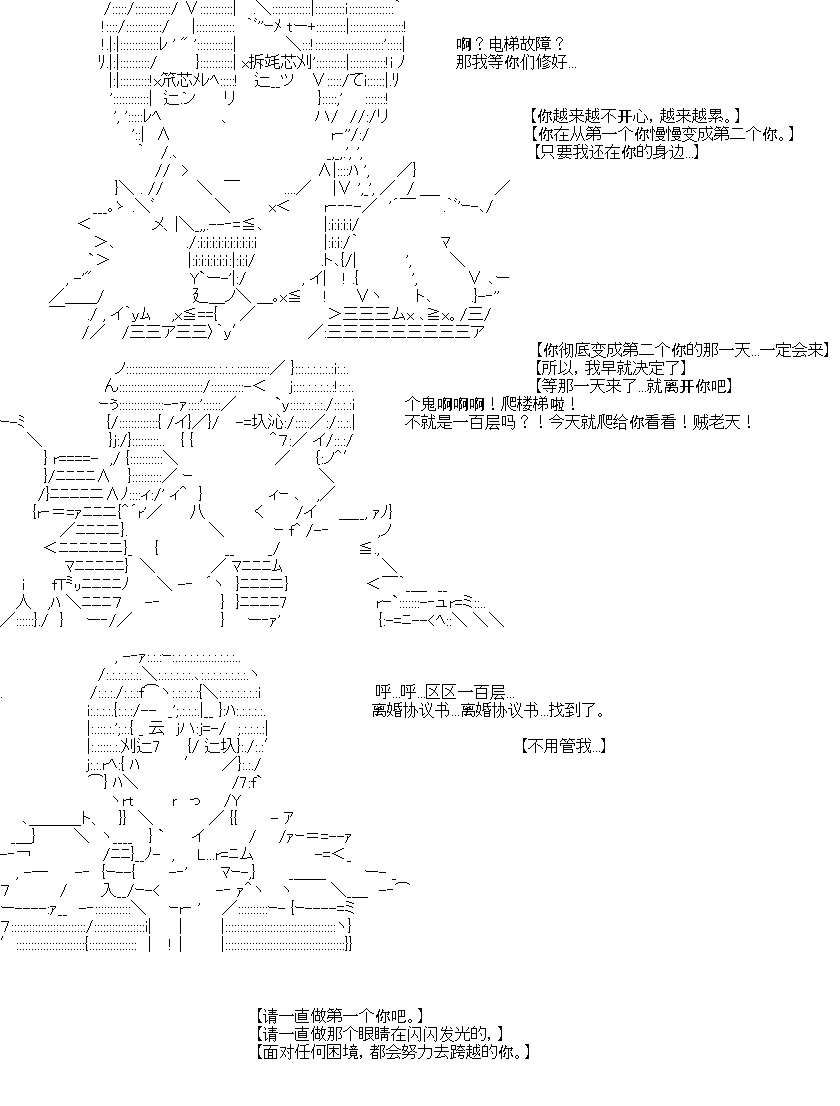 啊？电梯故障？
那我等你们修好...
【你越来越不开心，越来越累。】
【你在从第一个你慢慢变成第二个你。】
【只要我还在你的身边...】
【你彻底变成第二个你的那一天...一定会来】
【所以，我早就决定了】
【等那一天来了...就离开你吧】
个鬼啊啊啊！爬楼梯啦！
不就是一百层吗？！今天就爬给你看看！贼老天！
呼...呼...区区一百层...
离婚协议书...离婚协议书...找到了。
【不用管我...】
【请一直做第一个你吧。】
【请一直做那个眼睛在闪闪发光的，】
【面对任何困境，都会努力去跨越的你。】